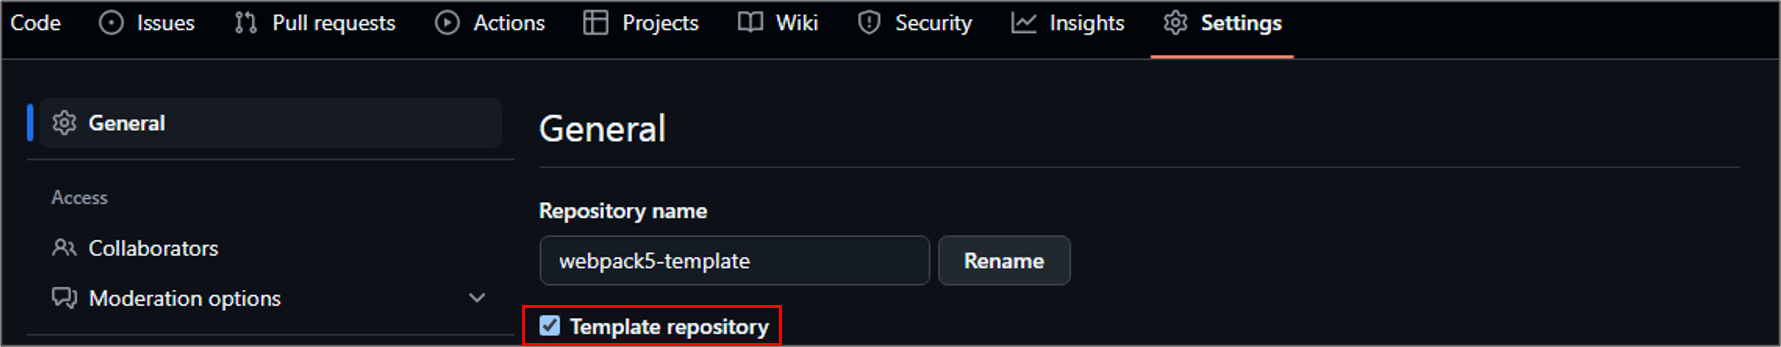 Code Issues Pull requests Actions Projects Wiki Security Insights Settings
General
Access
Collaborators
Moderation options
General
Repository name
webpack5-template Rename
Template repository